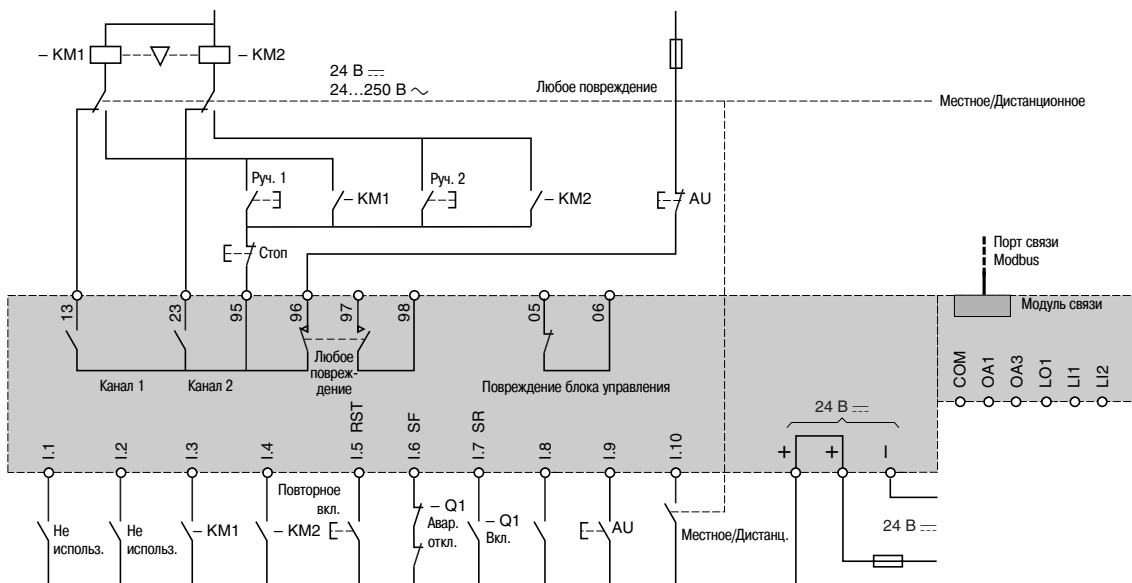 – KM1
– KM2
24 В
24...250 В
Любое повреждение
Местное/Дистанционное
Руч. 1
– KM1
Руч. 2
– KM2
AU
Стоп
Порт связи
Modbus
Модуль связи
13
23
95
96
97
98
05
06
Канал 1
Канал 2
Любое
повреж-
дение
Повреждение блока управления
COM
OA1
OA3
LO1
LI1
LI2
24 В
I.1
I.2
I.3
I.4
I.5 RST
I.6 SF
I.7 SR
I.8
I.9
I.10
+
+
–
Не
использ.
Не
использ.
– KM1
– KM2
Повторное
вкл.
– Q1
Авар.
откл.
– Q1
Вкл.
AU
Местное/Дистанц.
24 В